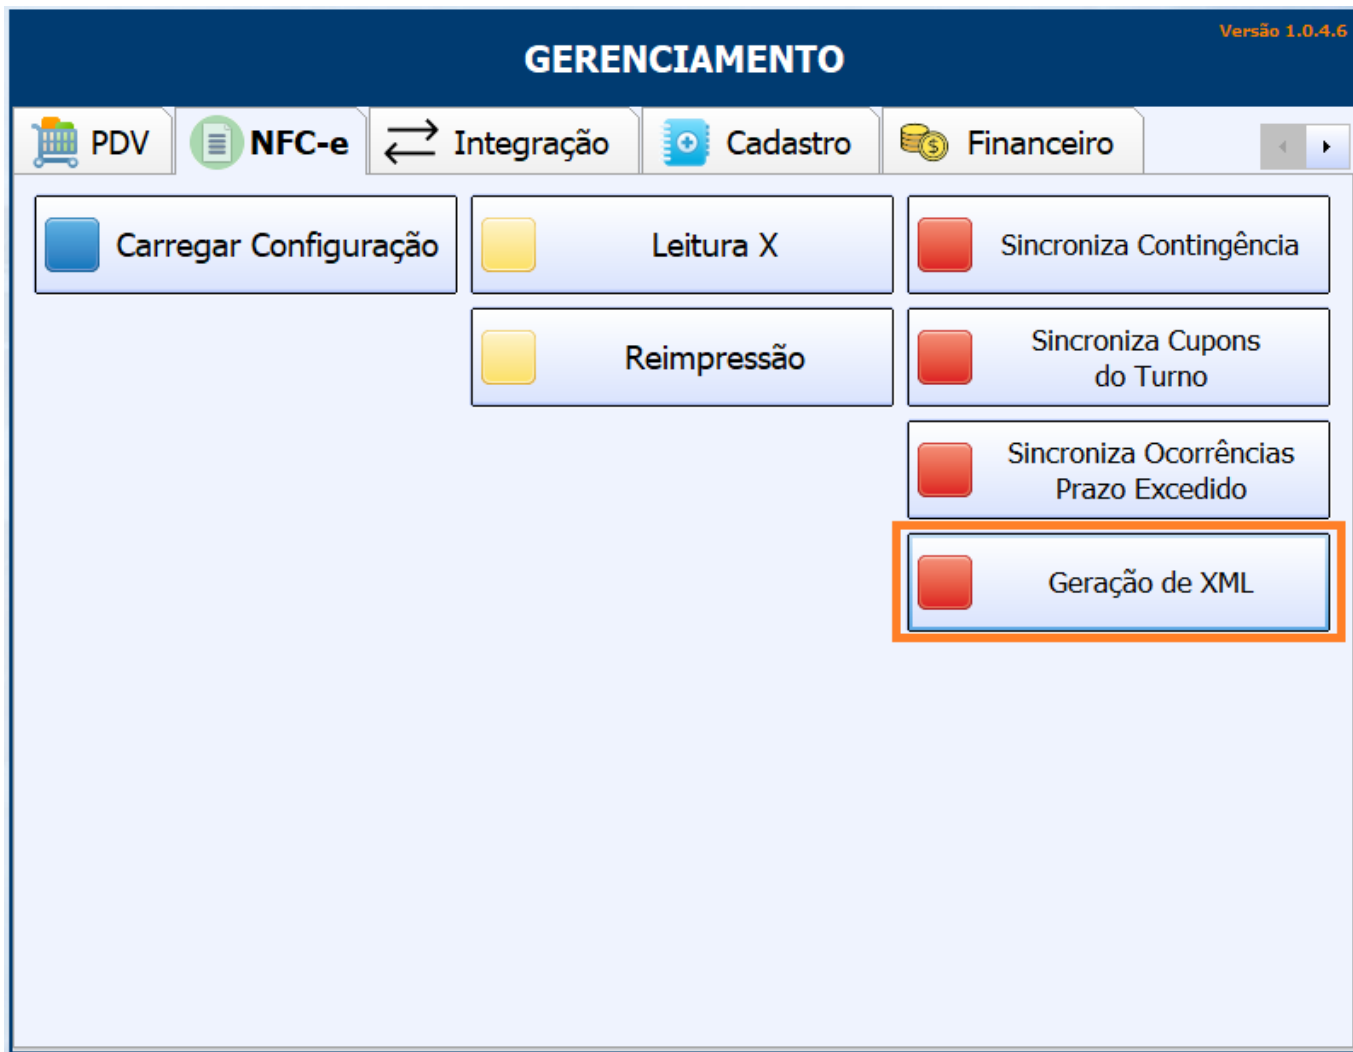 Versão 1.0.4.6
GERENCIAMENTO
PDV
NFC-e
Integração
Cadastro
Financeiro
Carregar Configuração
Leitura X
Sincroniza Contingência
Reimpressão
Sincroniza Cupons
do Turno
Sincroniza Ocorrências
Prazo Excedido
Geração de XML